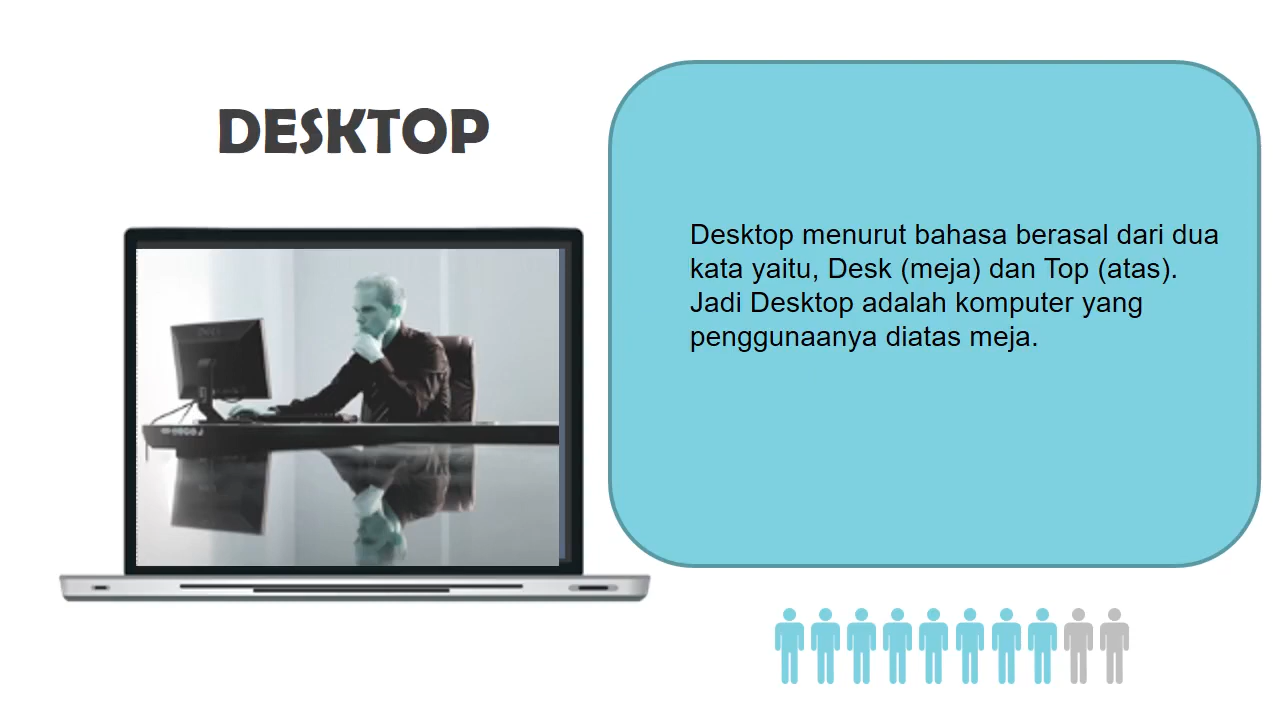 DESKTOP
Desktop menurut bahasa berasal dari dua
kata yaitu, Desk (meja) dan Top (atas).
Jadi Desktop adalah komputer yang
penggunaanya diatas meja.